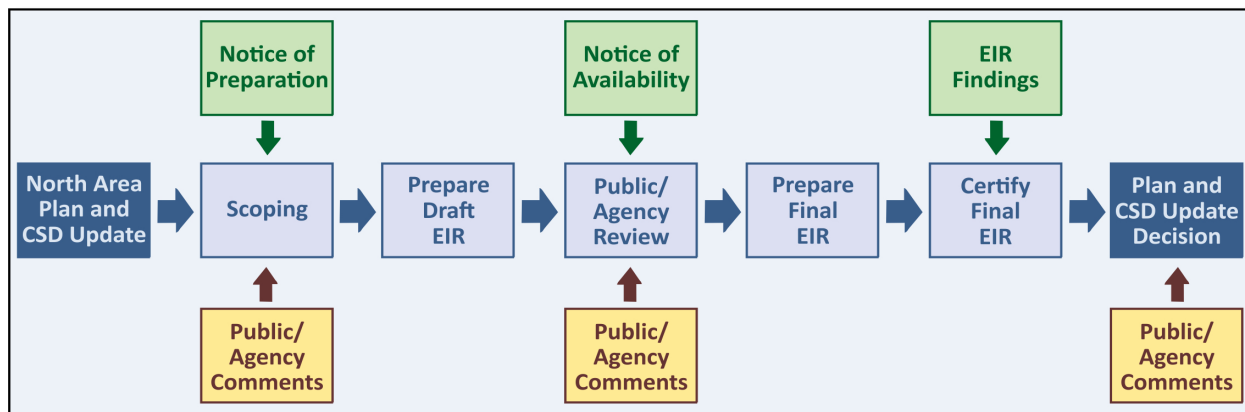 Notice of
Preparation
Notice of
Availability
EIR
Findings
North Area
Plan and
CSD Update
Scoping
Prepare
Draft
EIR
Public/
Agency
Review
Prepare
Final
EIR
Certify
Final
EIR
Plan and
CSD Update
Decision
Public/
Agency
Comments
Public/
Agency
Comments
Public/
Agency
Comments